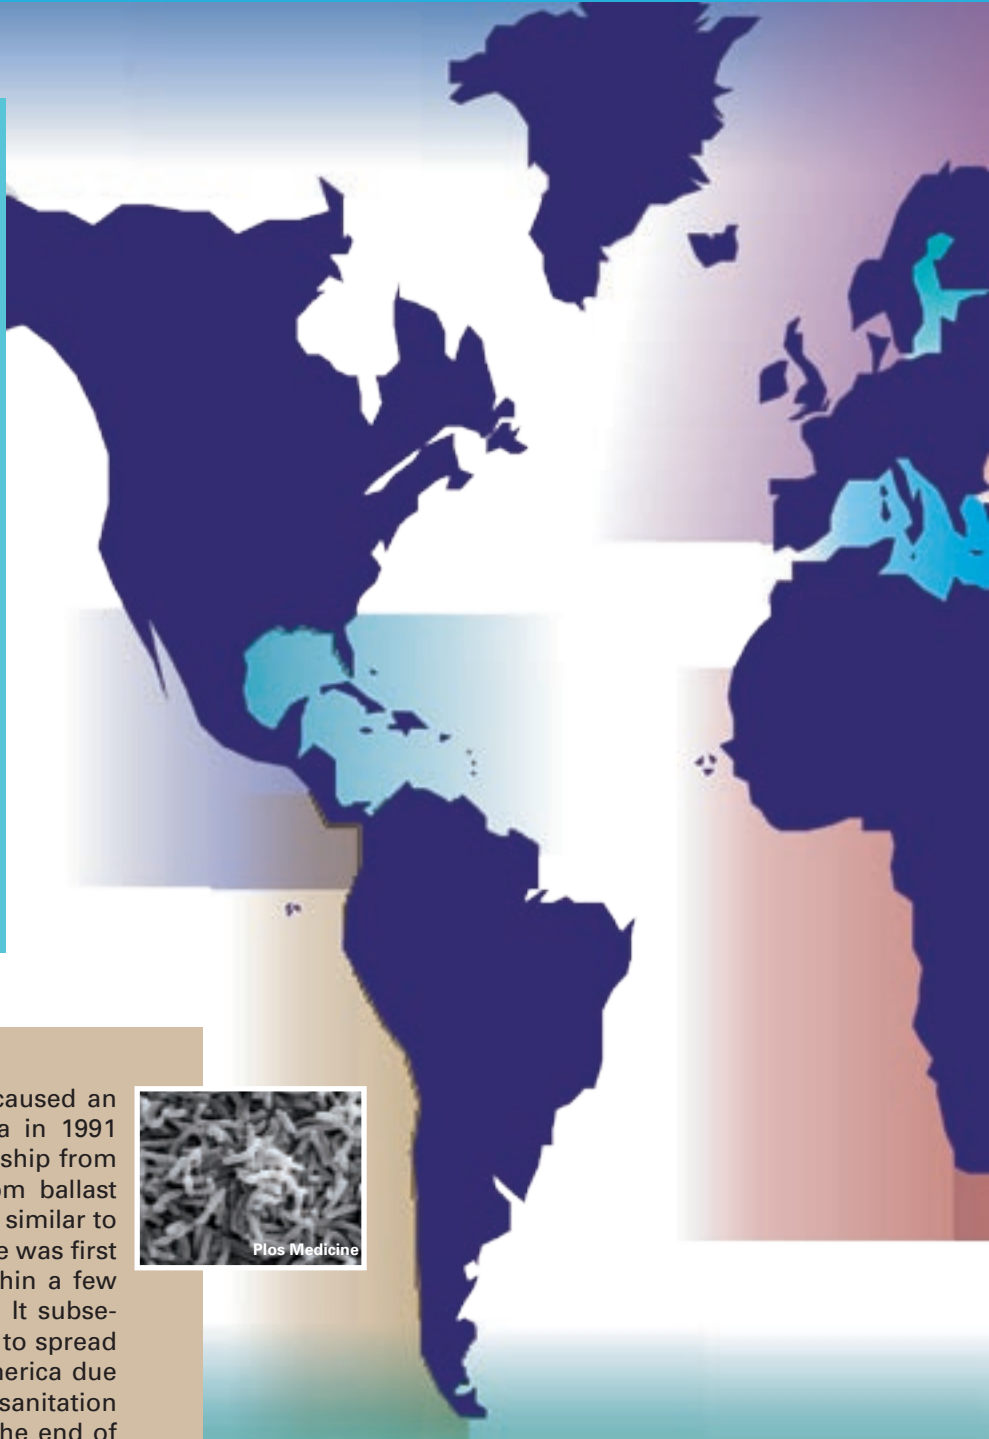 caused an
a in 1991
ship from
m ballast
similar to
e was first
hin a few
It subse-
to spread
erica due
sanitation
he end of
Plos Medicine